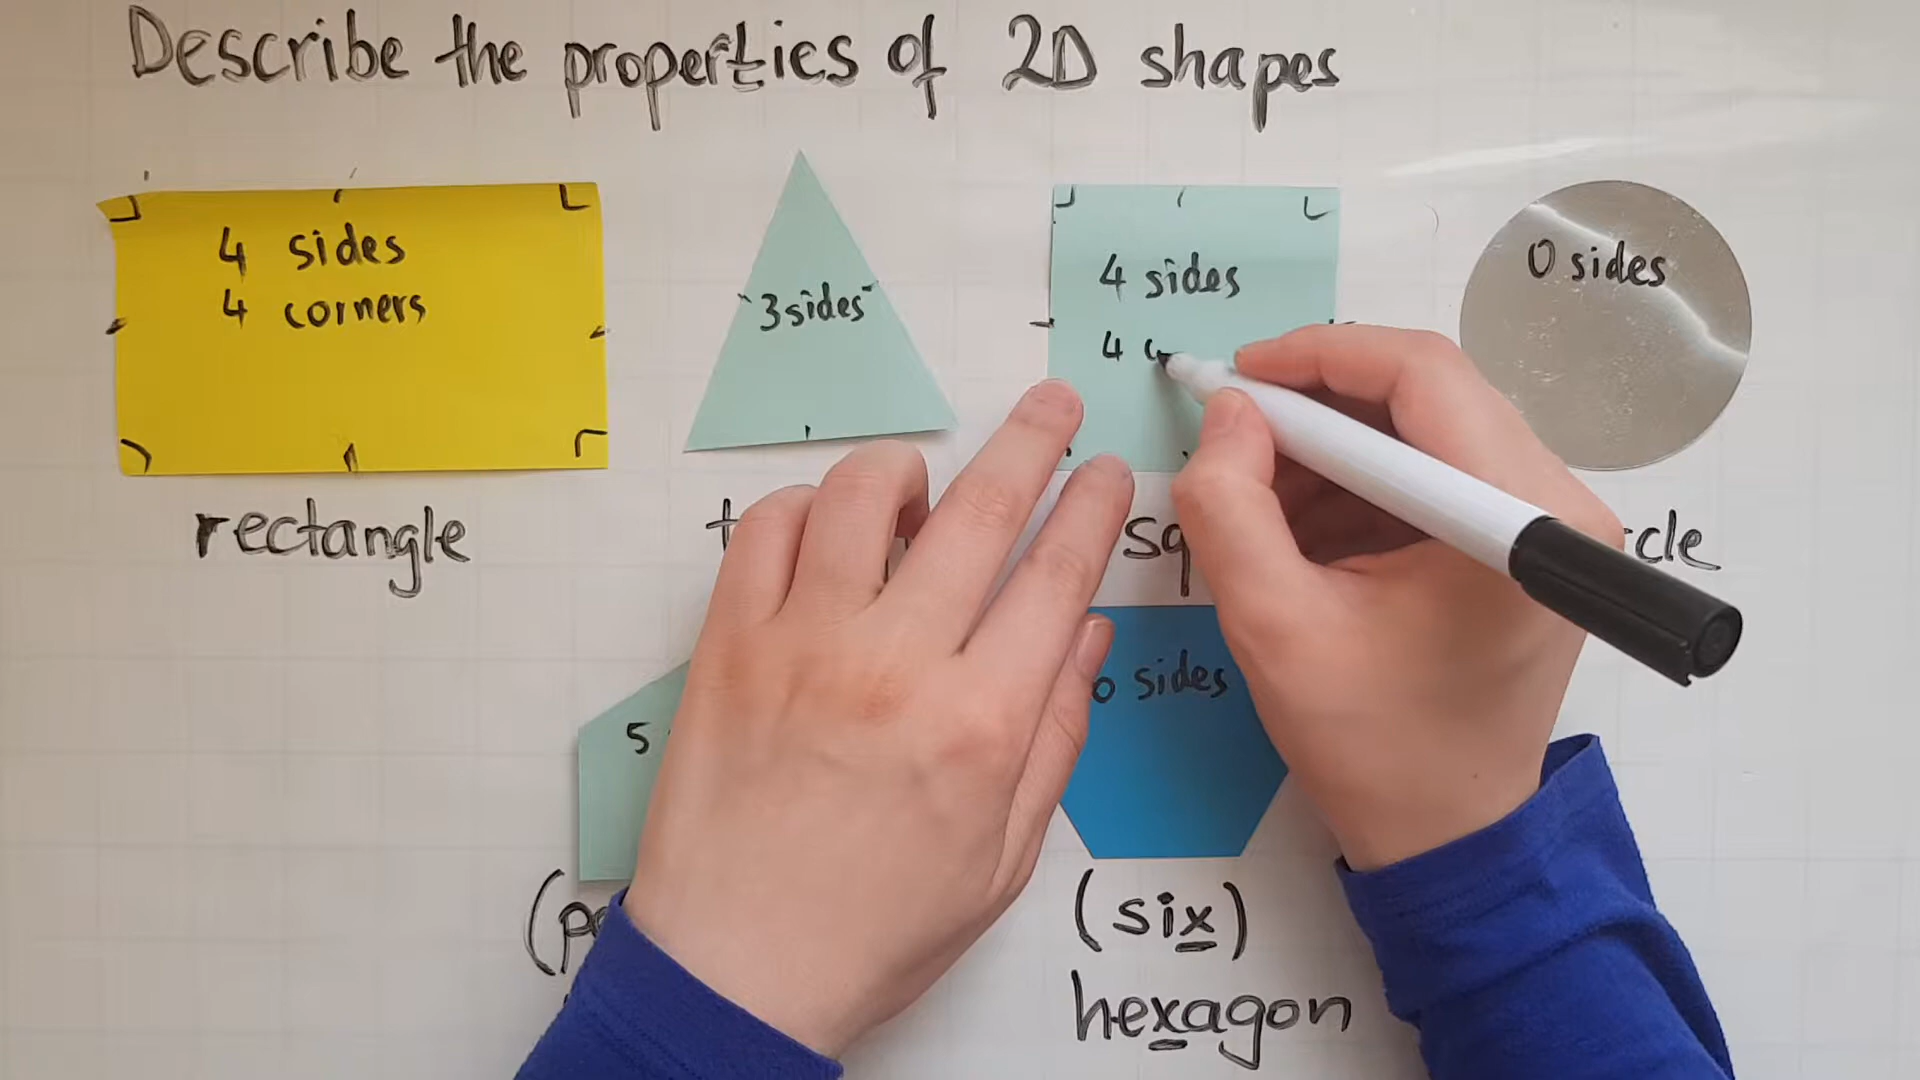 Describe the properties of 2D shapes
4 sides
4 corners
3 sides
4 sides
4
0 sides
rectangle
5
sides
(six)
hexagon